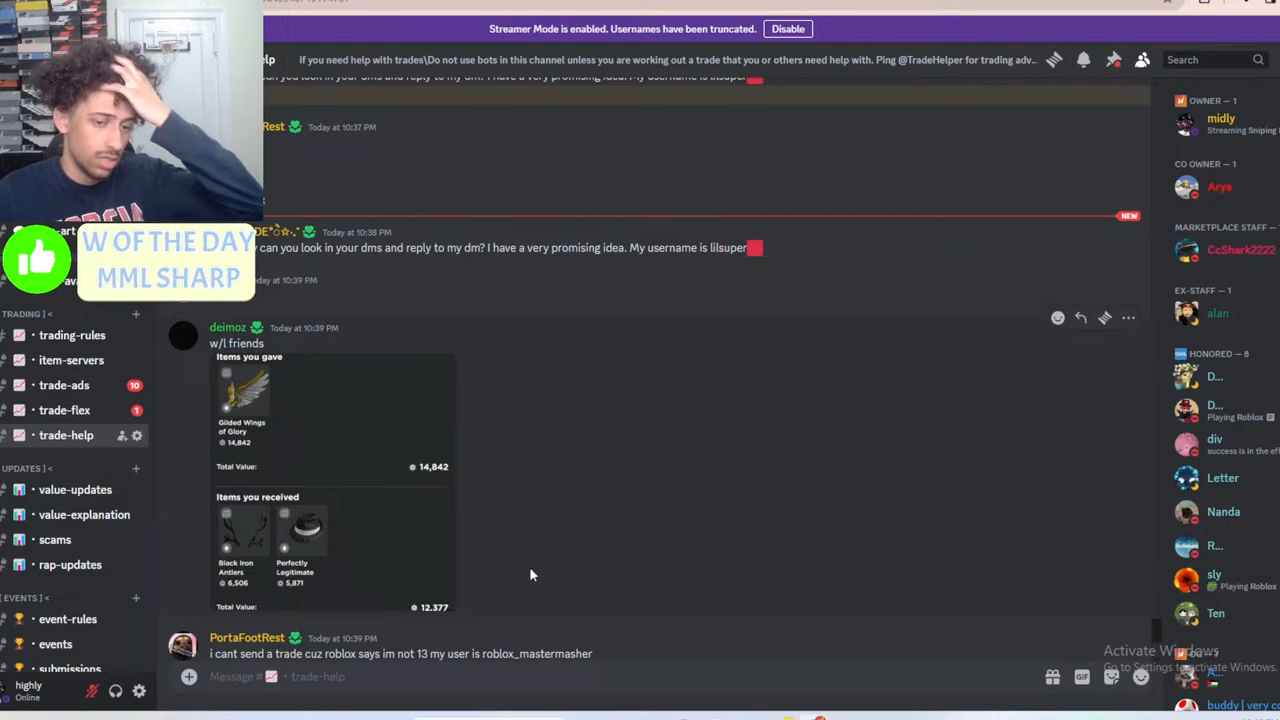 Streamer Mode is enabled. Usernames have been truncated.
Disable
if you need help with trades\Do not use bots in this channel unless you are working out a trade that you or others need help with. Ping @TradeHelper for trading adv...
Search
you look in your dms and reply to my dm? I have a very promising idea. My username is lilsuper
Rest Today at 10:37 PM
NEW
Today at 10:38 PM
can you look in your dms and reply to my dm? I have a very promising idea. My username is lilsuper
day at 10:39 PM
W OF THE DAY
MML SHARP
TRADING ] <
trading-rules
item-servers
trade-ads 10
trade-flex 1
trade-help
UPDATES ] <
value-updates
value-explanation
scams
rap-updates
EVENTS ] <
event-rules
events
submissions
highly
Online
deimoz Today at 10:39 PM
w/l friends
Items you gave
Gilded Wings
of Glory
14,842
Total Value: 14,842
Items you received
Black Iron
Antlers
6,506
Perfectly
Legitimate
5,871
Total Value: 12,377
PortaFootRest Today at 10:39 PM
i cant send a trade cuz roblox says im not 13 my user is roblox_mastermasher
Message # trade-help
GIF
OWNER — 1
midly
Streaming Sniping
CO OWNER — 1
Arya
MARKETPLACE STAFF — 1
CcShark2222
EX-STAFF — 1
alan
HONORED — 8
D...
D...
Playing Roblox
div
success is in the eff
Letter
Nanda
R...
sly
Playing Roblox
Ten
A...
buddy | very c
Activate Windows
Go to Settings to activate Windows.